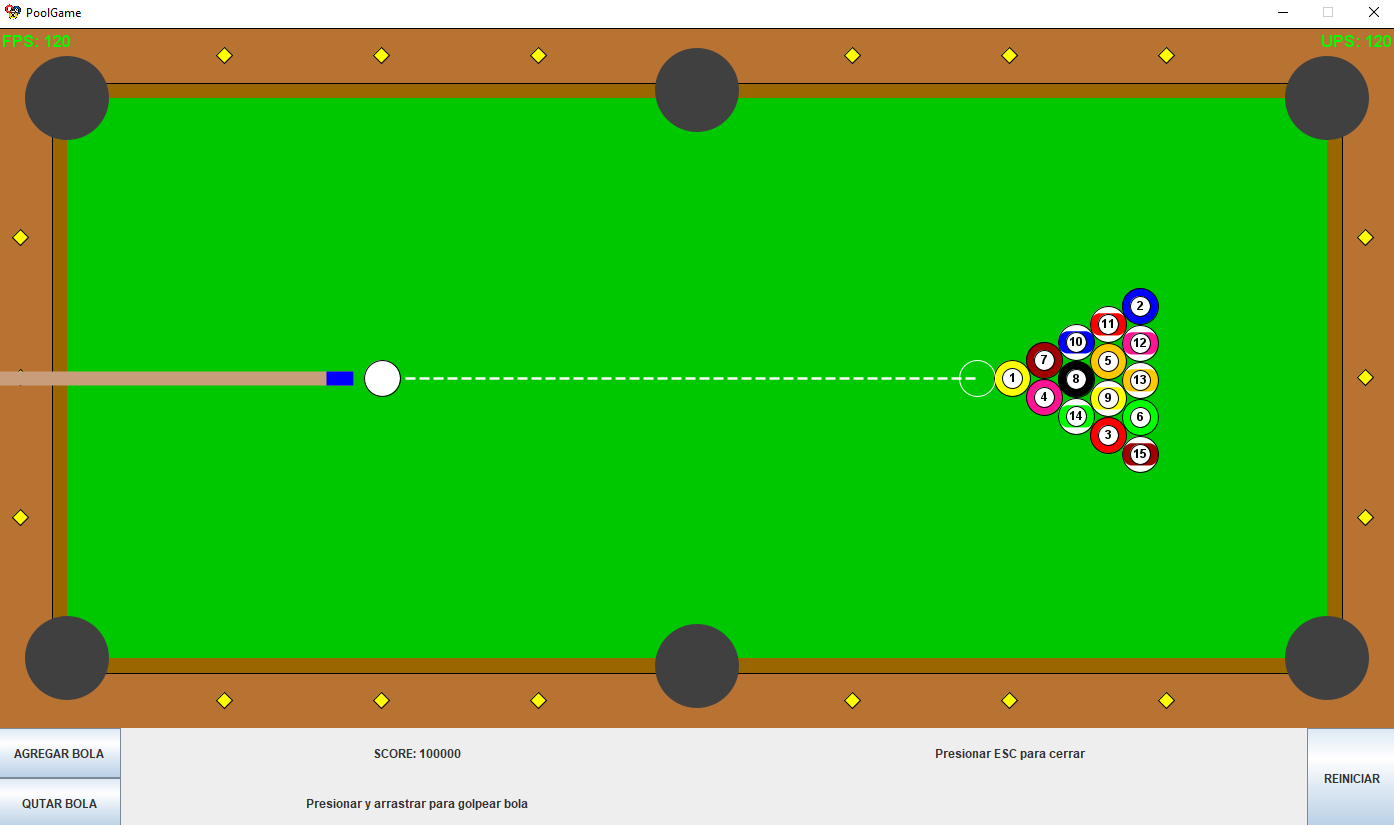 PoolGame
FPS: 120
UPS: 120
2
11
10
12
7
5
1
8
13
4
9
14
6
3
15
AGREGAR BOLA
SCORE: 100000
Presionar ESC para cerrar
REINICIAR
QUTAR BOLA
Presionar y arrastrar para golpear bola